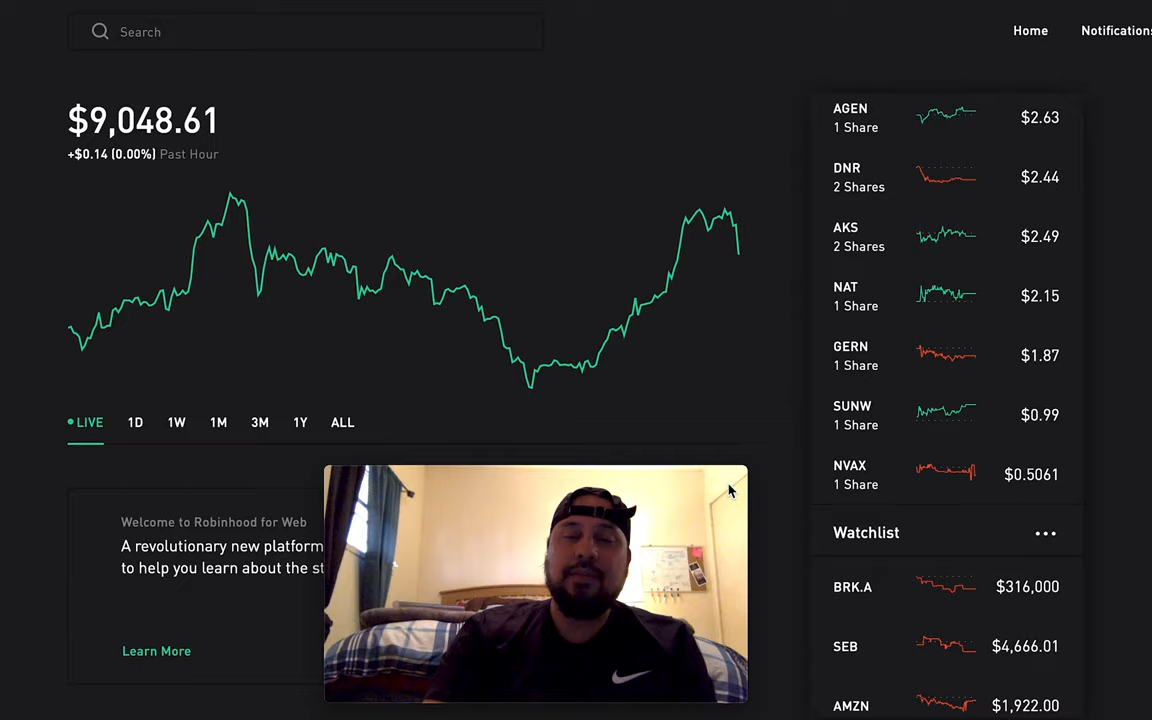 Search
Home
Notifications
$9,048.61
+$0.14 (0.00%) Past Hour
LIVE
1D
1W
1M
3M
1Y
ALL
Welcome to Robinhood for Web
A revolutionary new platform
to help you learn about the st
Learn More
AGEN
1 Share
$2.63
DNR
2 Shares
$2.44
AKS
2 Shares
$2.49
NAT
1 Share
$2.15
GERN
1 Share
$1.87
SUNW
1 Share
$0.99
NVAX
1 Share
$0.5061
Watchlist
BRK.A
$316,000
SEB
$4,666.01
AMZN
$1,922.00